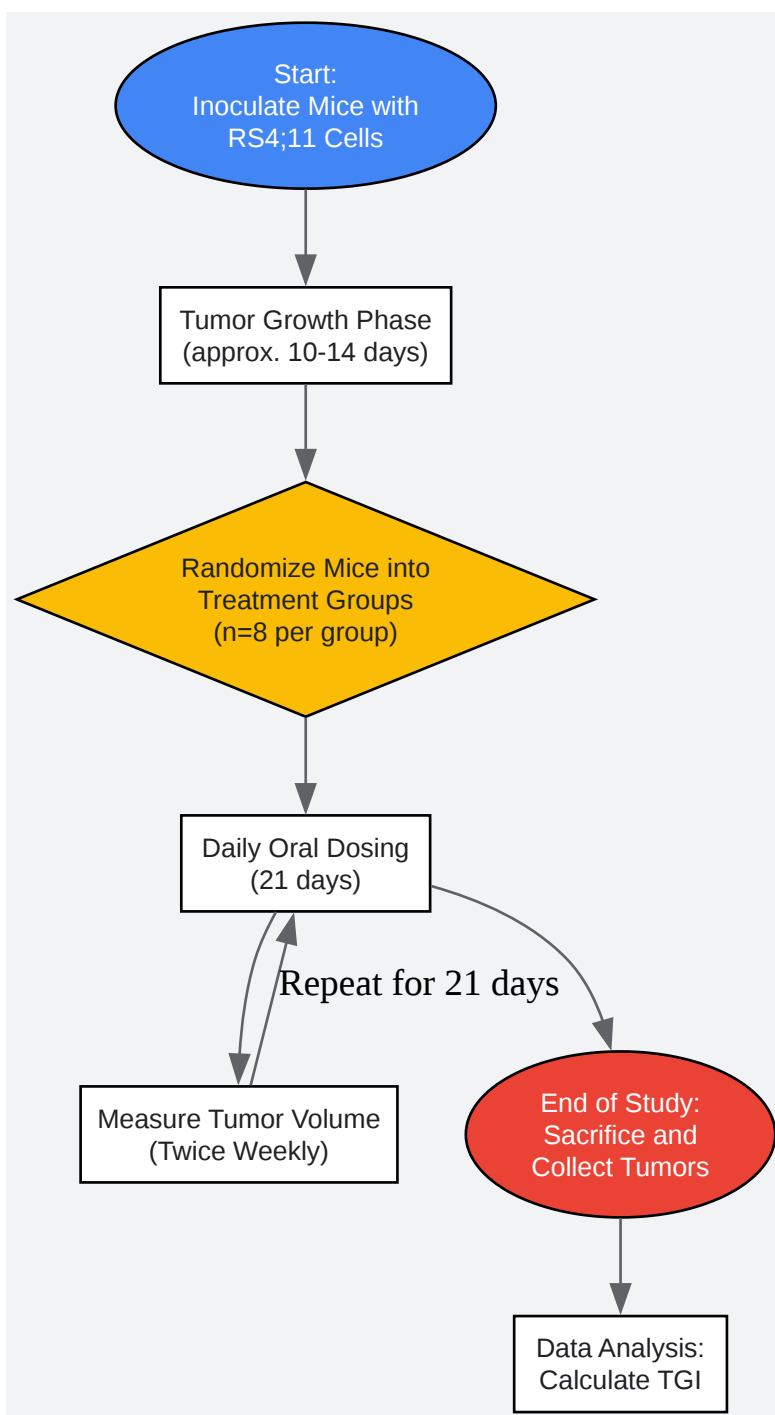 Start:
Inoculate Mice with
RS4;11 Cells
Tumor Growth Phase
(approx. 10-14 days)
Randomize Mice into
Treatment Groups
(n=8 per group)
Daily Oral Dosing
(21 days)
Repeat for 21 days
Measure Tumor Volume
(Twice Weekly)
End of Study:
Sacrifice and
Collect Tumors
Data Analysis:
Calculate TGI